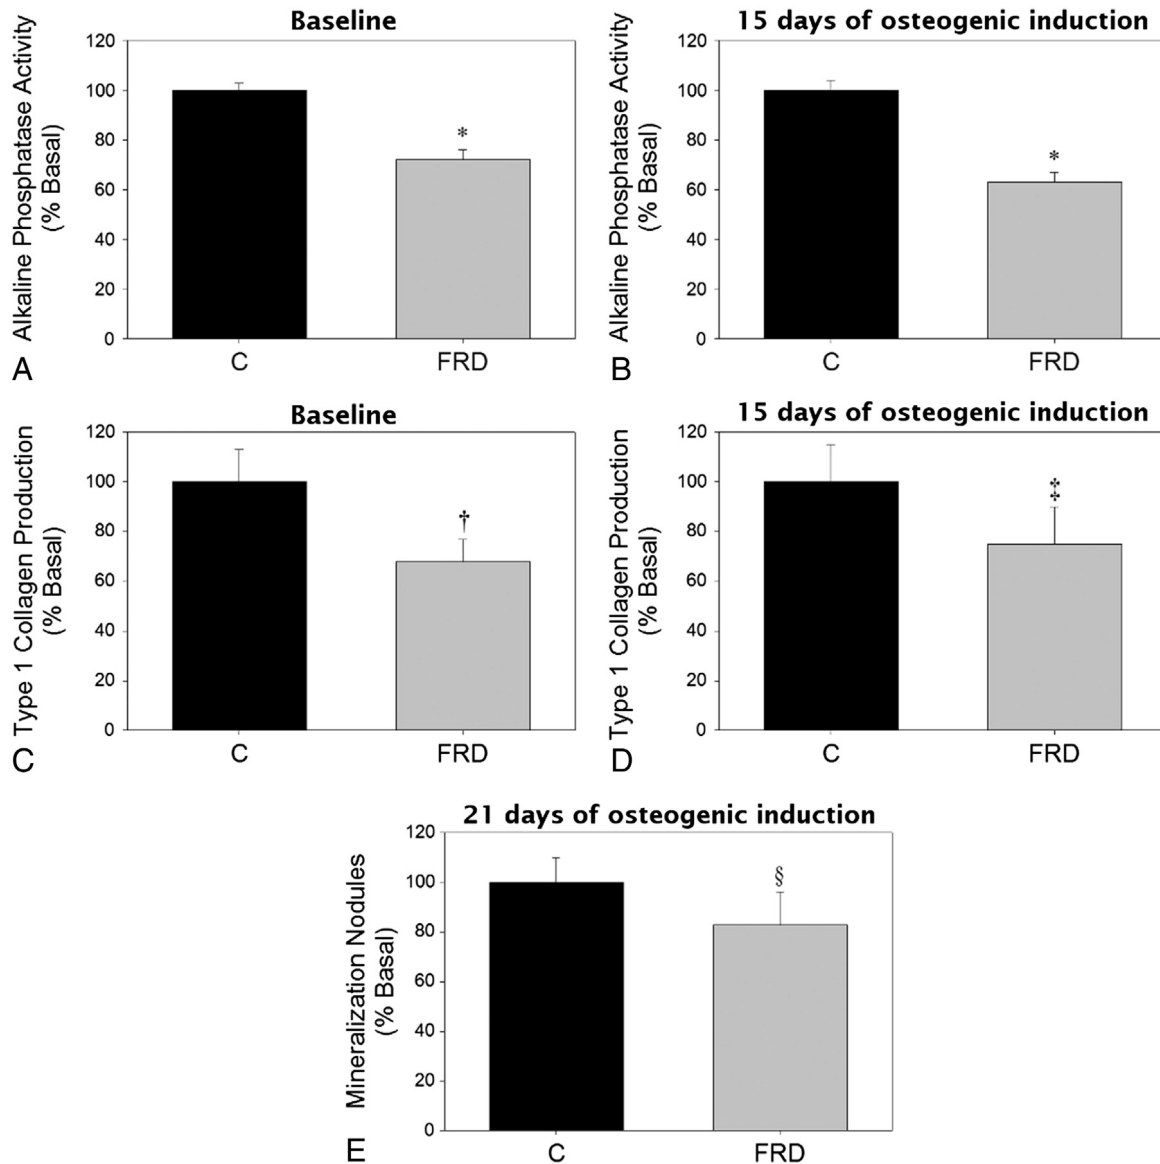 Baseline
Alkaline Phosphatase Activity
(% Basal)
120
100
80
60
40
20
0
*
C
FRD
A
15 days of osteogenic induction
Alkaline Phosphatase Activity
(% Basal)
120
100
80
60
40
20
0
*
C
FRD
B
Baseline
Type 1 Collagen Production
(% Basal)
120
100
80
60
40
20
0
†
C
FRD
C
15 days of osteogenic induction
Type 1 Collagen Production
(% Basal)
120
100
80
60
40
20
0
‡
C
FRD
D
21 days of osteogenic induction
Mineralization Nodules
(% Basal)
120
100
80
60
40
20
0
§
C
FRD
E